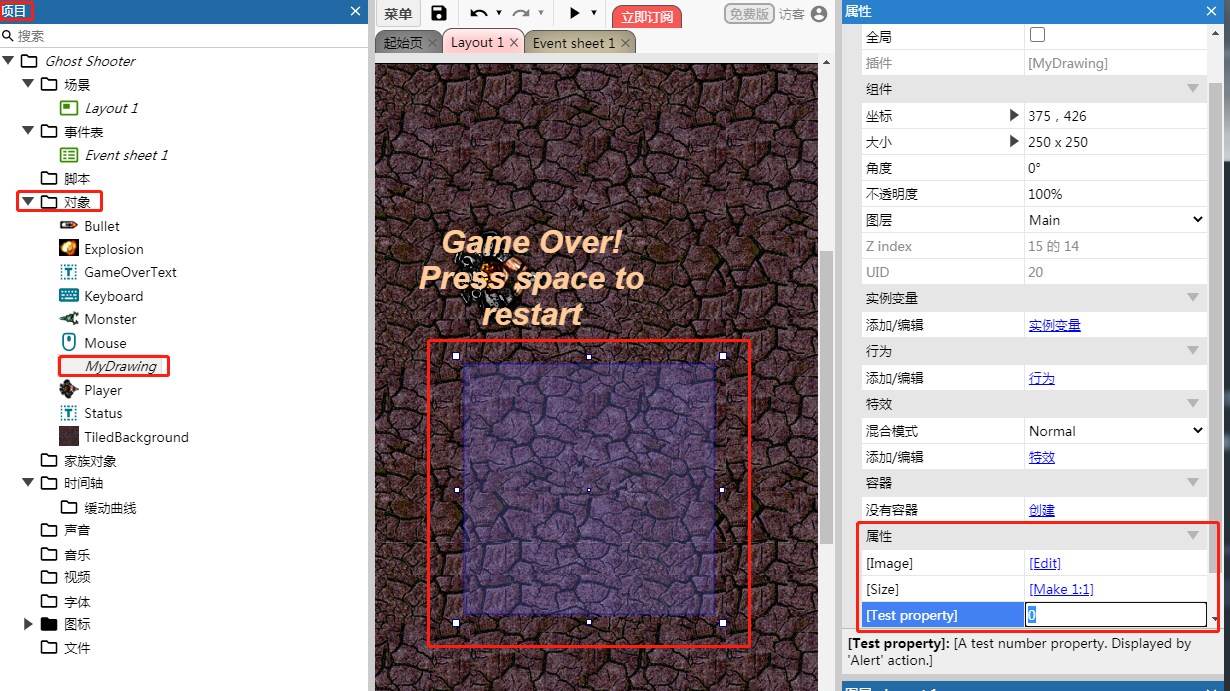 项目
搜索
Ghost Shooter
场景
Layout 1
事件表
Event sheet 1
脚本
对象
Bullet
Explosion
GameOverText
Keyboard
Monster
Mouse
MyDrawing
Player
Status
TiledBackground
家族对象
时间轴
缓动曲线
声音
音乐
视频
字体
图标
文件
菜单
立即订阅
免费版 访客
起始页 Layout 1 Event sheet 1
Game Over!
Press space to
restart
属性
全局
插件 [MyDrawing]
组件
坐标 375，426
大小 250 x 250
角度 0°
不透明度 100%
图层 Main
Z index 15 的 14
UID 20
实例变量
添加/编辑 实例变量
行为
添加/编辑 行为
特效
混合模式 Normal
添加/编辑 特效
容器
没有容器 创建
属性
[Image] [Edit]
[Size] [Make 1:1]
[Test property] 0
[Test property]: [A test number property. Displayed by
'Alert' action.]